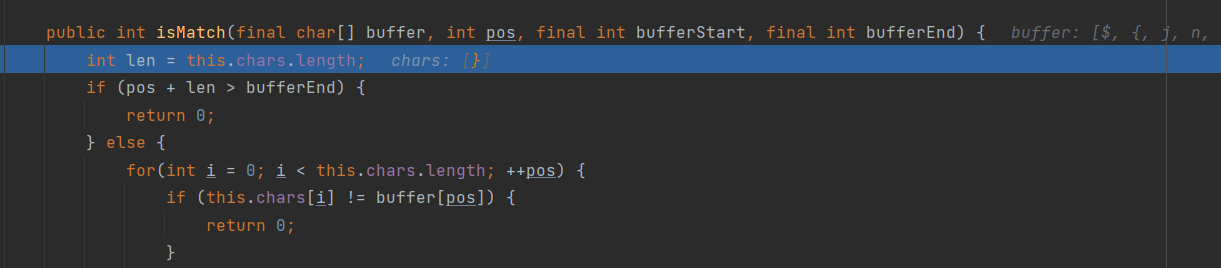 public int isMatch(final char[] buffer, int pos, final int bufferStart, final int bufferEnd) {   buffer: [$, {, j, n,
    int len = this.chars.length;   chars: [}]
    if (pos + len > bufferEnd) {
        return 0;
    } else {
        for(int i = 0; i < this.chars.length; ++pos) {
            if (this.chars[i] != buffer[pos]) {
                return 0;
            }